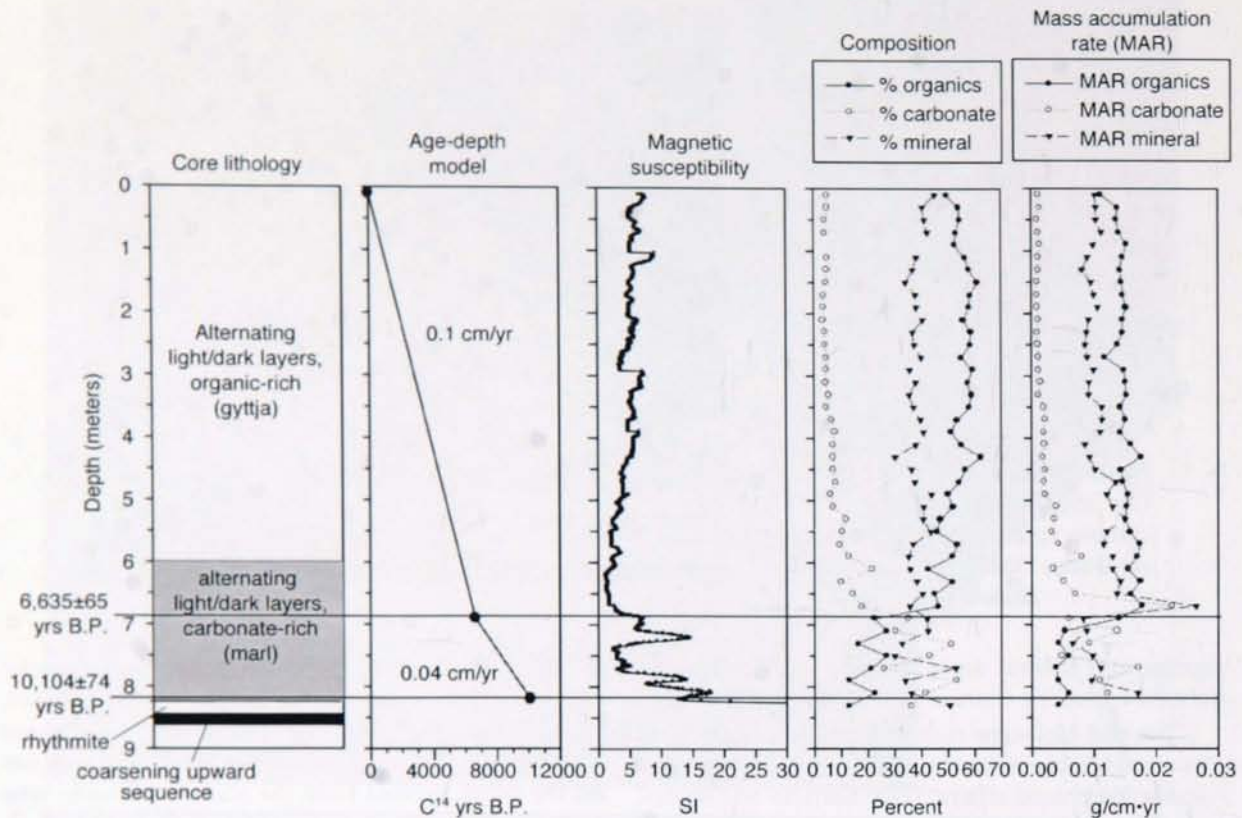 Mass accumulation
rate (MAR)
MAR organics
MAR carbonate
MAR mineral
Composition
% organics
% carbonate
% mineral
Core lithology
Age-depth
model
Magnetic
susceptibility
Depth (meters)
0
1
2
3
4
5
6
7
8
9
Alternating
light/dark layers,
organic-rich
(gyttja)
alternating
light/dark layers,
carbonate-rich
(marl)
6,635±65
yrs B.P.
10,104±74
yrs B.P.
rhythmite
coarsening upward
sequence
0.1 cm/yr
0.04 cm/yr
0 4000 8000 12000
C14 yrs B.P.
0 5 10 15 20 25 30
SI
0 10 20 30 40 50 60 70
Percent
0.00 0.01 0.02 0.03
g/cm•yr